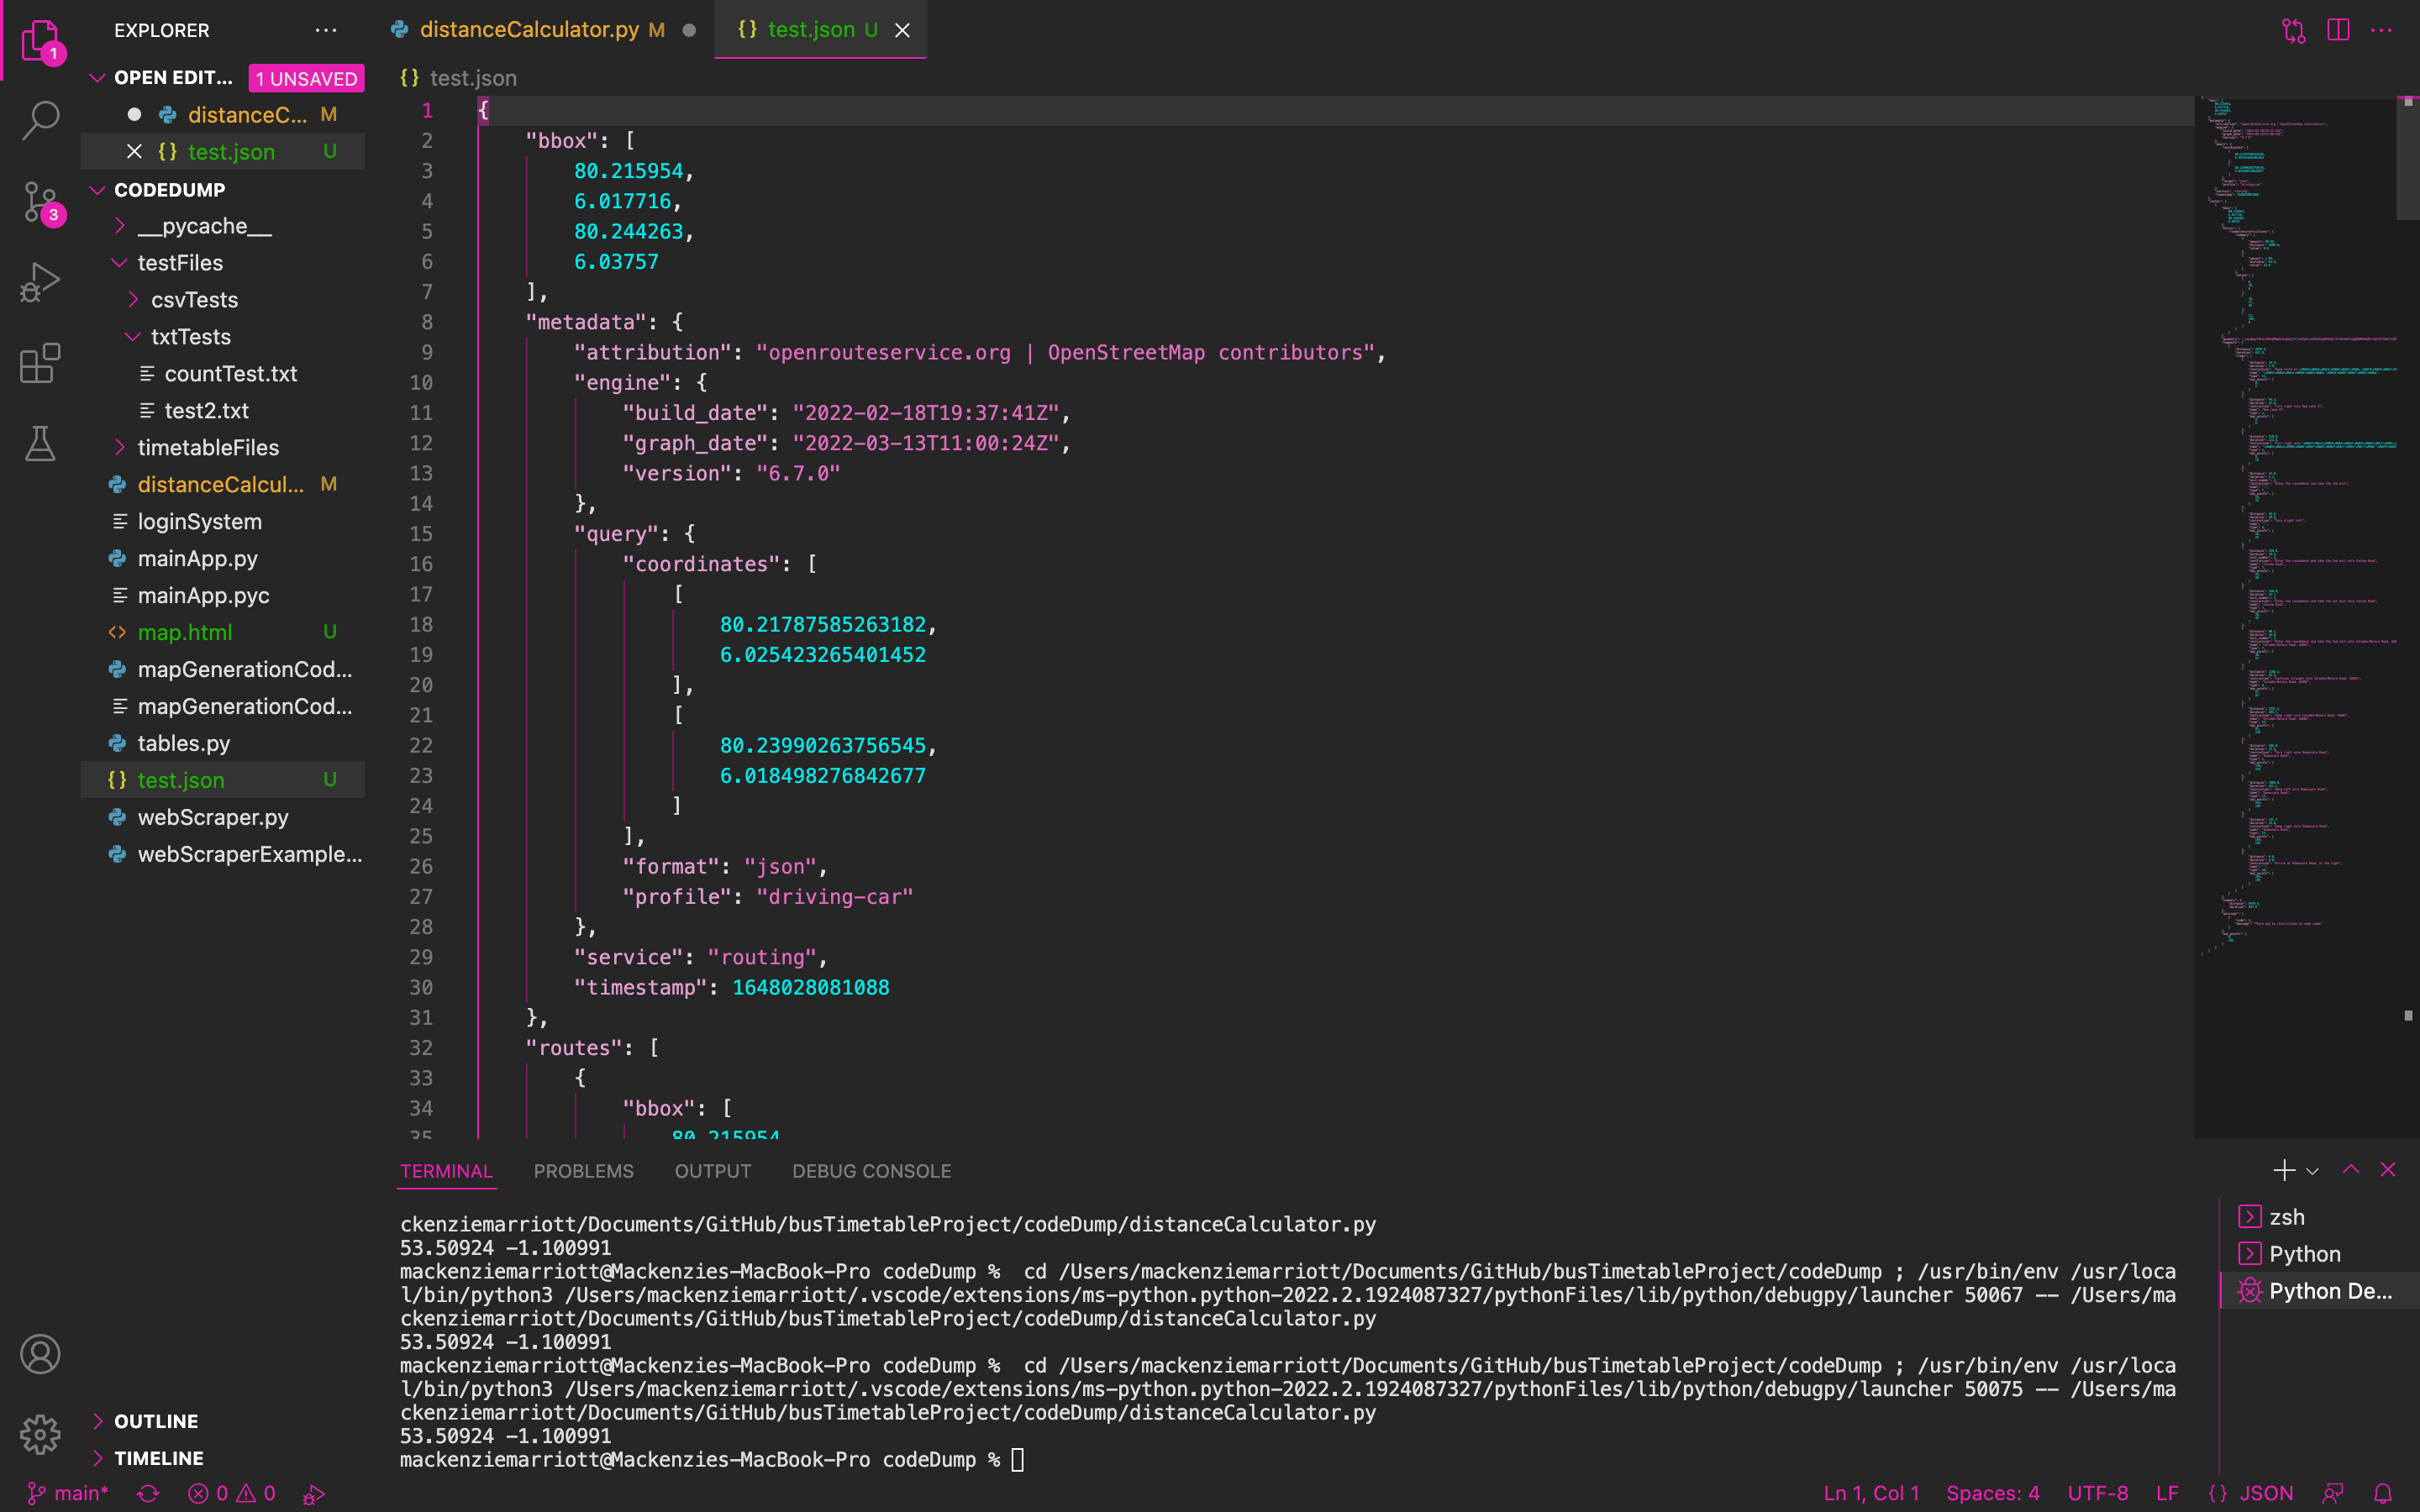 EXPLORER
OPEN EDIT... 1 UNSAVED
distanceC... M
test.json U
CODEDUMP
__pycache__
testFiles
csvTests
txtTests
countTest.txt
test2.txt
timetableFiles
distanceCalcul... M
loginSystem
mainApp.py
mainApp.pyc
map.html U
mapGenerationCod...
mapGenerationCod...
tables.py
test.json U
webScraper.py
webScraperExample...
OUTLINE
TIMELINE
1
3
distanceCalculator.py M
{} test.json U
{} test.json
1 {
2 "bbox": [
3 80.215954,
4 6.017716,
5 80.244263,
6 6.03757
7 ],
8 "metadata": {
9 "attribution": "openrouteservice.org | OpenStreetMap contributors",
10 "engine": {
11 "build_date": "2022-02-18T19:37:41Z",
12 "graph_date": "2022-03-13T11:00:24Z",
13 "version": "6.7.0"
14 },
15 "query": {
16 "coordinates": [
17 [
18 80.21787585263182,
19 6.025423265401452
20 ],
21 [
22 80.23990263756545,
23 6.018498276842677
24 ]
25 ],
26 "format": "json",
27 "profile": "driving-car"
28 },
29 "service": "routing",
30 "timestamp": 1648028081088
31 },
32 "routes": [
33 {
34 "bbox": [
35 80.215954
TERMINAL PROBLEMS OUTPUT DEBUG CONSOLE
ckenziemarriott/Documents/GitHub/busTimetableProject/codeDump/distanceCalculator.py
53.50924 -1.100991
mackenziemarriott@Mackenzies-MacBook-Pro codeDump % cd /Users/mackenziemarriott/Documents/GitHub/busTimetableProject/codeDump ; /usr/bin/env /usr/loca
l/bin/python3 /Users/mackenziemarriott/.vscode/extensions/ms-python.python-2022.2.1924087327/pythonFiles/lib/python/debugpy/launcher 50067 -- /Users/ma
ckenziemarriott/Documents/GitHub/busTimetableProject/codeDump/distanceCalculator.py
53.50924 -1.100991
mackenziemarriott@Mackenzies-MacBook-Pro codeDump % cd /Users/mackenziemarriott/Documents/GitHub/busTimetableProject/codeDump ; /usr/bin/env /usr/loca
l/bin/python3 /Users/mackenziemarriott/.vscode/extensions/ms-python.python-2022.2.1924087327/pythonFiles/lib/python/debugpy/launcher 50075 -- /Users/ma
ckenziemarriott/Documents/GitHub/busTimetableProject/codeDump/distanceCalculator.py
53.50924 -1.100991
mackenziemarriott@Mackenzies-MacBook-Pro codeDump %
zsh
Python
Python De...
main* 0 0
Ln 1, Col 1 Spaces: 4 UTF-8 LF {} JSON